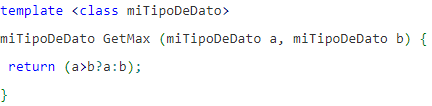 template <class miTipoDeDato>
miTipoDeDato GetMax (miTipoDeDato a, miTipoDeDato b) {
 return (a>b?a:b);
}